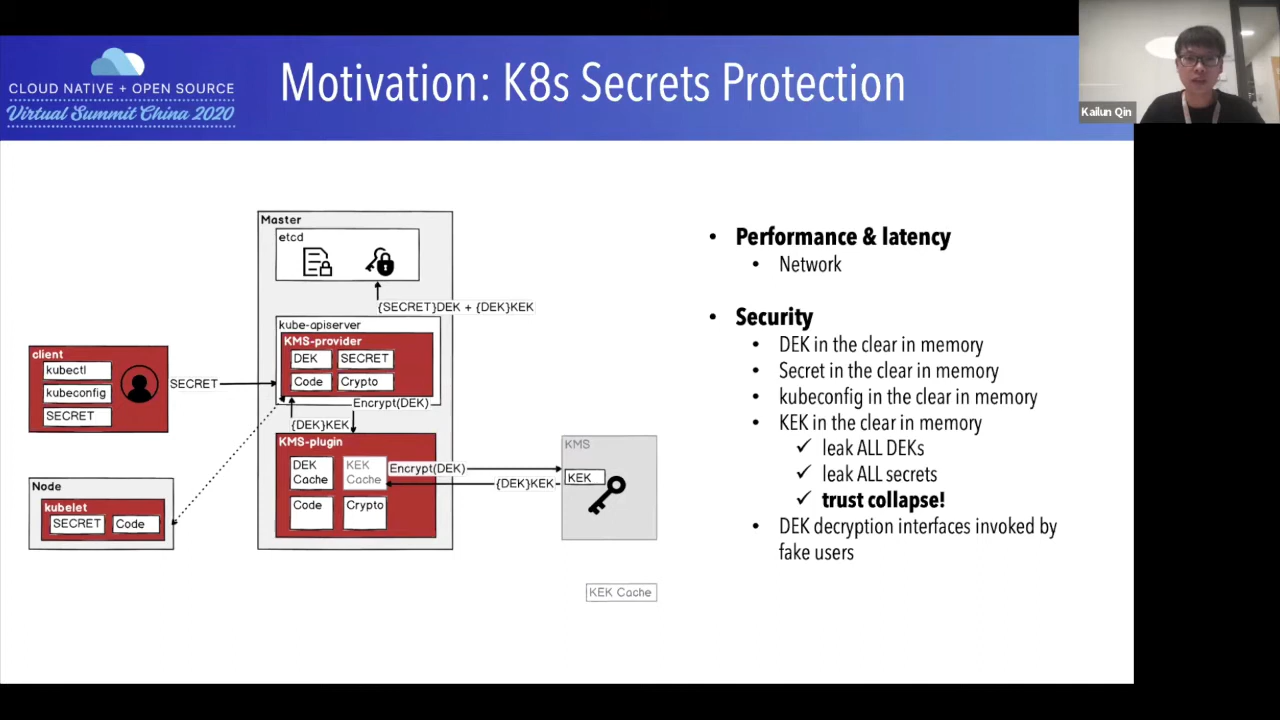 CLOUD NATIVE + OPEN SOURCE
Virtual Summit China 2020
Motivation: K8s Secrets Protection
Kailun Qin
Master
etcd
{SECRET}DEK + {DEK}KEK
kube-apiserver
KMS-provider
DEK
SECRET
Code
Crypto
client
kubectl
kubeconfig
SECRET
SECRET
Encrypt(DEK)
{DEK}KEK
KMS-plugin
DEK
Cache
KEK
Cache
Code
Crypto
Encrypt(DEK)
{DEK}KEK
KMS
KEK
Node
kubelet
SECRET
Code
KEK Cache
• Performance & latency
• Network
• Security
• DEK in the clear in memory
• Secret in the clear in memory
• kubeconfig in the clear in memory
• KEK in the clear in memory
✓ leak ALL DEKs
✓ leak ALL secrets
✓ trust collapse!
• DEK decryption interfaces invoked by
fake users